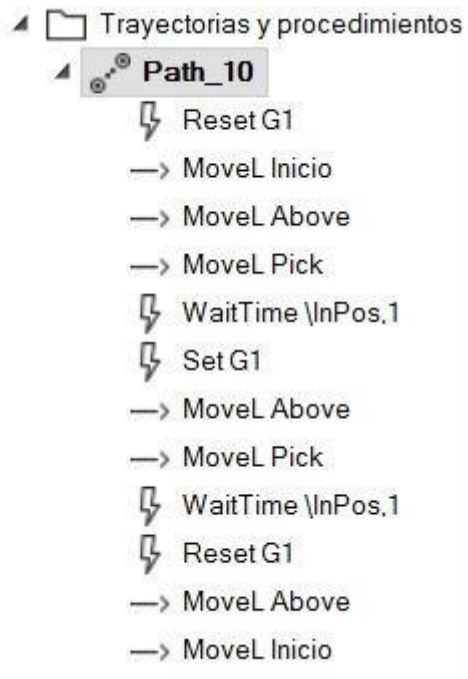 Trayectorias y procedimientos
Path_10
Reset G1
MoveL Inicio
MoveL Above
MoveL Pick
WaitTime \InPos,1
Set G1
MoveL Above
MoveL Pick
WaitTime \InPos,1
Reset G1
MoveL Above
MoveL Inicio